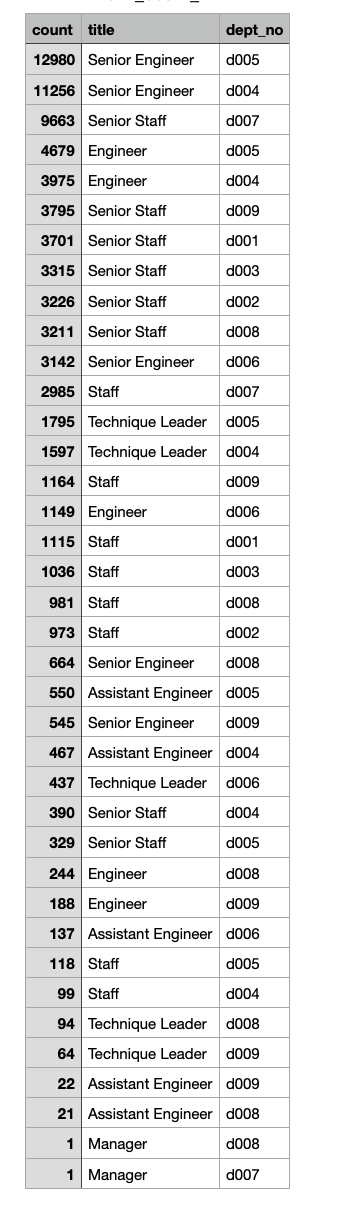 count title dept_no
12980 Senior Engineer d005
11256 Senior Engineer d004
9663 Senior Staff d007
4679 Engineer d005
3975 Engineer d004
3795 Senior Staff d009
3701 Senior Staff d001
3315 Senior Staff d003
3226 Senior Staff d002
3211 Senior Staff d008
3142 Senior Engineer d006
2985 Staff d007
1795 Technique Leader d005
1597 Technique Leader d004
1164 Staff d009
1149 Engineer d006
1115 Staff d001
1036 Staff d003
981 Staff d008
973 Staff d002
664 Senior Engineer d008
550 Assistant Engineer d005
545 Senior Engineer d009
467 Assistant Engineer d004
437 Technique Leader d006
390 Senior Staff d004
329 Senior Staff d005
244 Engineer d008
188 Engineer d009
137 Assistant Engineer d006
118 Staff d005
99 Staff d004
94 Technique Leader d008
64 Technique Leader d009
22 Assistant Engineer d009
21 Assistant Engineer d008
1 Manager d008
1 Manager d007